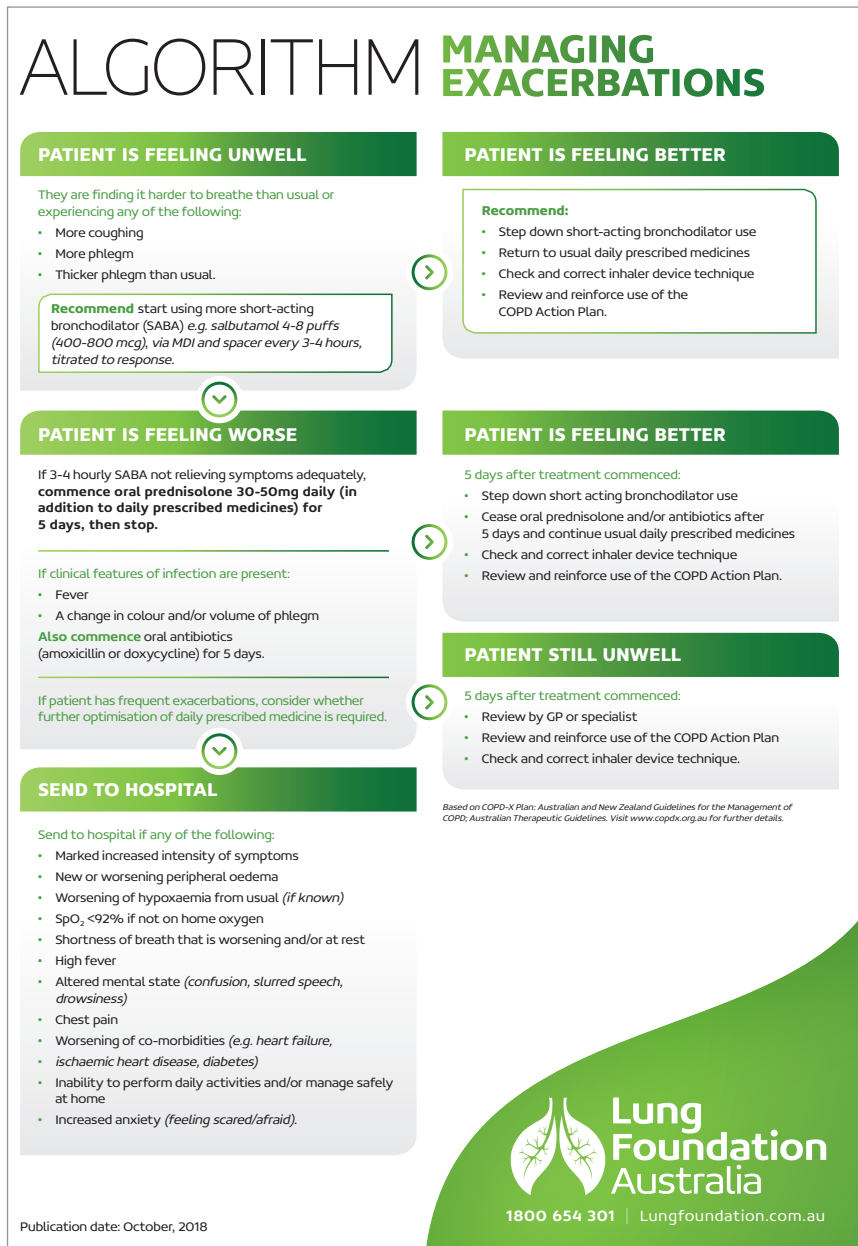 ALGORITHM MANAGING
EXACERBATIONS
PATIENT IS FEELING UNWELL
They are finding it harder to breathe than usual or
experiencing any of the following:
• More coughing
• More phlegm
• Thicker phlegm than usual.
Recommend start using more short-acting
bronchodilator (SABA) e.g. salbutamol 4-8 puffs
(400-800 mcg), via MDI and spacer every 3-4 hours,
titrated to response.
PATIENT IS FEELING BETTER
Recommend:
• Step down short-acting bronchodilator use
• Return to usual daily prescribed medicines
• Check and correct inhaler device technique
• Review and reinforce use of the
COPD Action Plan.
PATIENT IS FEELING WORSE
If 3-4 hourly SABA not relieving symptoms adequately,
commence oral prednisolone 30-50mg daily (in
addition to daily prescribed medicines) for
5 days, then stop.
If clinical features of infection are present:
• Fever
• A change in colour and/or volume of phlegm
Also commence oral antibiotics
(amoxicillin or doxycycline) for 5 days.
If patient has frequent exacerbations, consider whether
further optimisation of daily prescribed medicine is required.
PATIENT IS FEELING BETTER
5 days after treatment commenced:
• Step down short acting bronchodilator use
• Cease oral prednisolone and/or antibiotics after
5 days and continue usual daily prescribed medicines
• Check and correct inhaler device technique
• Review and reinforce use of the COPD Action Plan.
PATIENT STILL UNWELL
5 days after treatment commenced:
• Review by GP or specialist
• Review and reinforce use of the COPD Action Plan
• Check and correct inhaler device technique.
SEND TO HOSPITAL
Send to hospital if any of the following:
• Marked increased intensity of symptoms
• New or worsening peripheral oedema
• Worsening of hypoxaemia from usual (if known)
• SpO₂ <92% if not on home oxygen
• Shortness of breath that is worsening and/or at rest
• High fever
• Altered mental state (confusion, slurred speech,
drowsiness)
• Chest pain
• Worsening of co-morbidities (e.g. heart failure,
• ischaemic heart disease, diabetes)
• Inability to perform daily activities and/or manage safely
at home
• Increased anxiety (feeling scared/afraid).
Based on COPD-X Plan: Australian and New Zealand Guidelines for the Management of
COPD; Australian Therapeutic Guidelines. Visit www.copdx.org.au for further details.
Lung
Foundation
Australia
1800 654 301 | Lungfoundation.com.au
Publication date: October, 2018